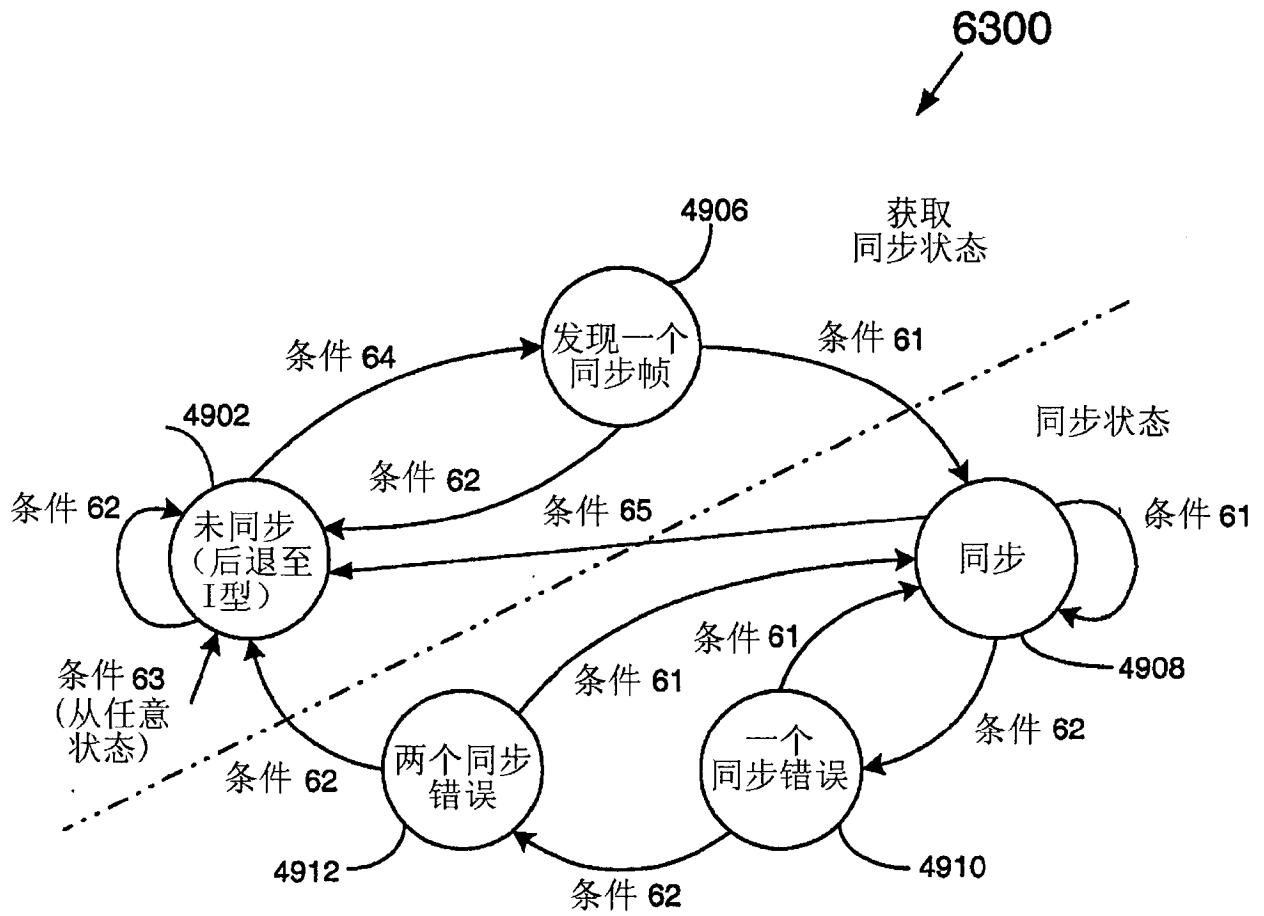 6300
4906
获取
同步状态
发现一个
同步帧
条件 61
条件 64
4902
同步状态
条件 62
条件 62
条件 65
条件 61
未同步
(后退至
I型)
同步
条件 61
4908
条件 63
(从任意
状态)
条件 61
条件 62
一个
同步错误
两个同步
错误
条件 62
4912
4910
条件 62